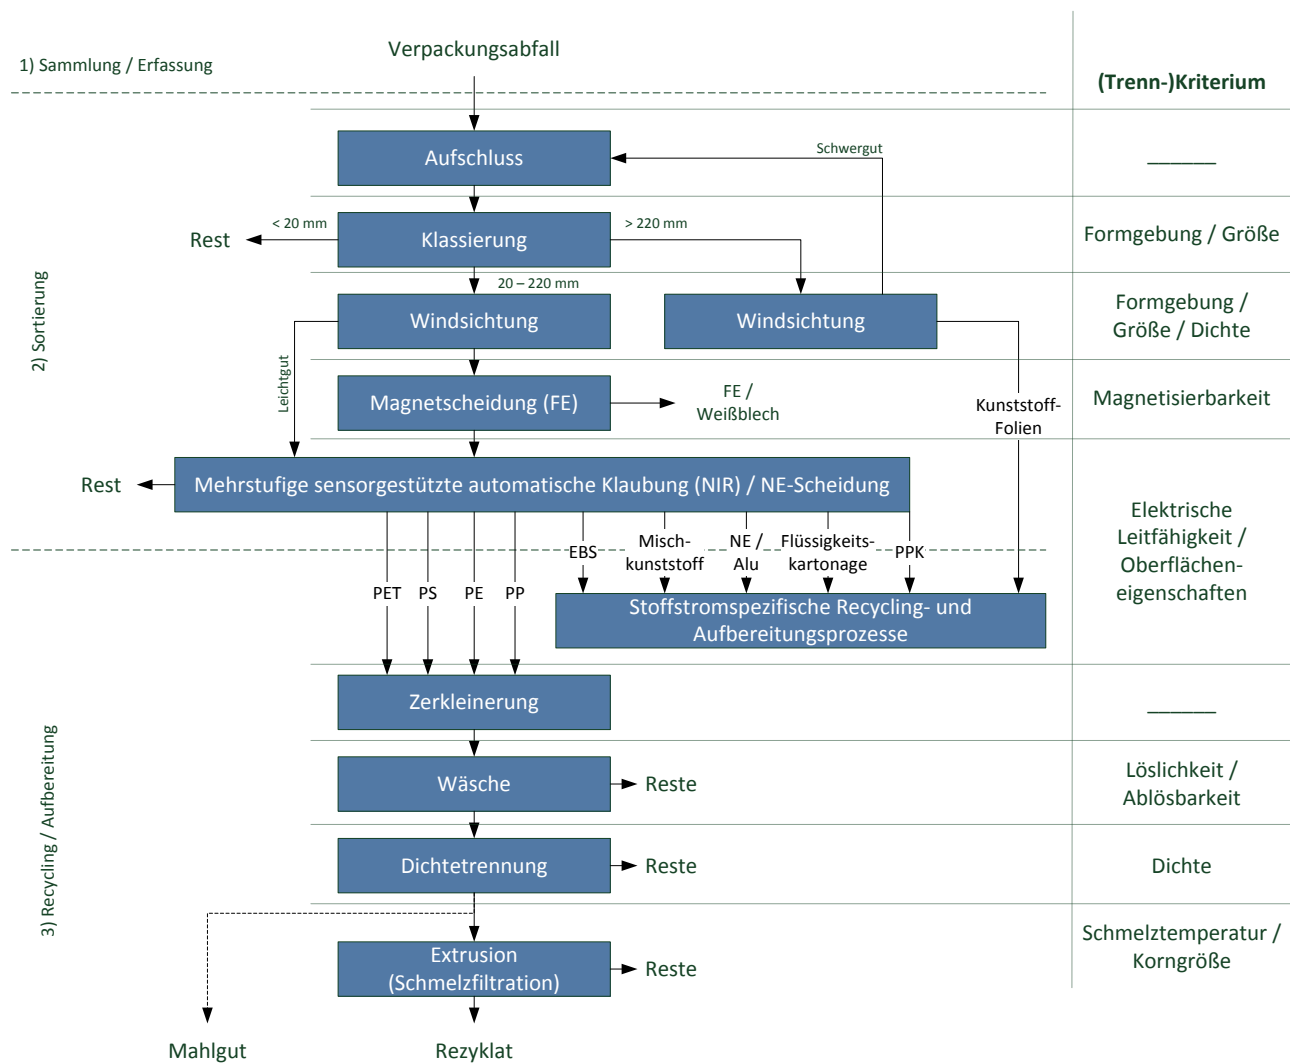 Verpackungsabfall
1) Sammlung / Erfassung
(Trenn-)Kriterium
Aufschluss
Schwergut
______
< 20 mm
> 220 mm
Rest
Klassierung
Formgebung / Größe
20 – 220 mm
Windsichtung
Windsichtung
Formgebung /
Größe / Dichte
2) Sortierung
Leichtgut
Magnetscheidung (FE)
FE /
Weißblech
Kunststoff-
Folien
Magnetisierbarkeit
Rest
Mehrstufige sensorgestützte automatische Klaubung (NIR) / NE-Scheidung
Elektrische
Leitfähigkeit /
Oberflächen-
eigenschaften
EBS
Misch-
kunststoff
NE /
Alu
Flüssigkeits-
kartonage
PPK
PET
PS
PE
PP
Stoffstromspezifische Recycling- und
Aufbereitungsprozesse
3) Recycling / Aufbereitung
Zerkleinerung
______
Wäsche
Reste
Löslichkeit /
Ablösbarkeit
Dichtetrennung
Reste
Dichte
Extrusion
(Schmelzfiltration)
Reste
Schmelztemperatur /
Korngröße
Mahlgut
Rezyklat